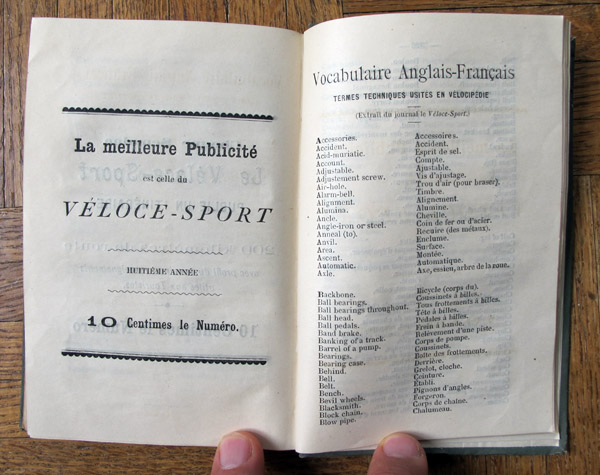 La meilleure Publicité
est celle du
VÉLOCE-SPORT
HUITIÈME ANNÉE
10 Centimes le Numéro.
Vocabulaire Anglais-Français
TERMES TECHNIQUES USITÉS EN VÉLOCIPÉDIE
(Extrait du journal le Véloce-Sport.)
Accessories. Accessoires.
Accident. Accident.
Acid-muriatic. Esprit de sel.
Account. Compte.
Adjustable. Ajustable.
Adjustement screw. Vis d'ajustage.
Air-hole. Trou d'air (pour braser).
Alarm-bell. Timbre.
Alignment. Alignement.
Alumina. Alumine.
Ancle. Cheville.
Angle-iron or steel. Coin de fer ou d'acier.
Anneal (to). Recuire (des métaux).
Anvil. Enclume.
Area. Surface.
Ascent. Montée.
Automatic. Automatique.
Axle. Axe, essieu, arbre de la roue.
Backbone. Bicycle (corps du).
Ball bearings. Coussinets à billes.
Ball bearings throughout. Tous frottements à billes.
Ball head. Tête à billes.
Ball pedals. Pédales à billes.
Band brake. Frein à bande.
Banking of a track. Relèvement d'une piste.
Barrel of a pump. Corps de pompe.
Bearings. Coussinets.
Bearing case. Boîte des frottements.
Behind. Derrière.
Bell. Grelot, cloche.
Belt. Ceinture.
Bench. Établi.
Bevil wheels. Pignons d'angles.
Blacksmith. Forgeron.
Block chain. Corps de chaîne.
Blow pipe. Chalumeau.